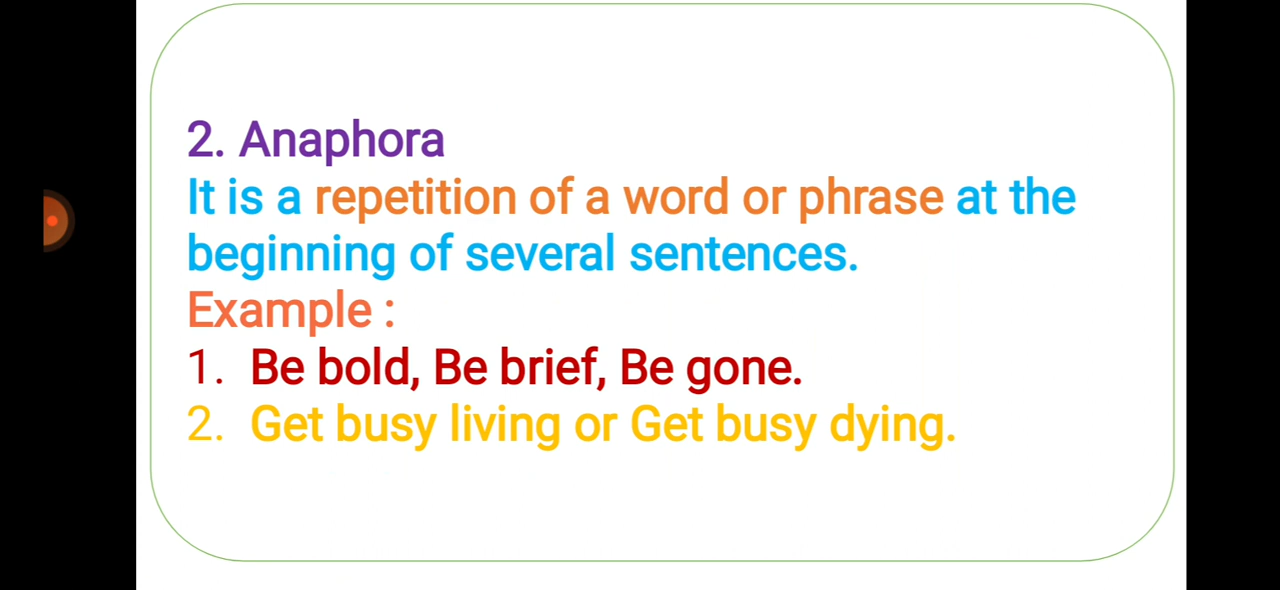 2. Anaphora
It is a repetition of a word or phrase at the
beginning of several sentences.
Example :
1. Be bold, Be brief, Be gone.
2. Get busy living or Get busy dying.